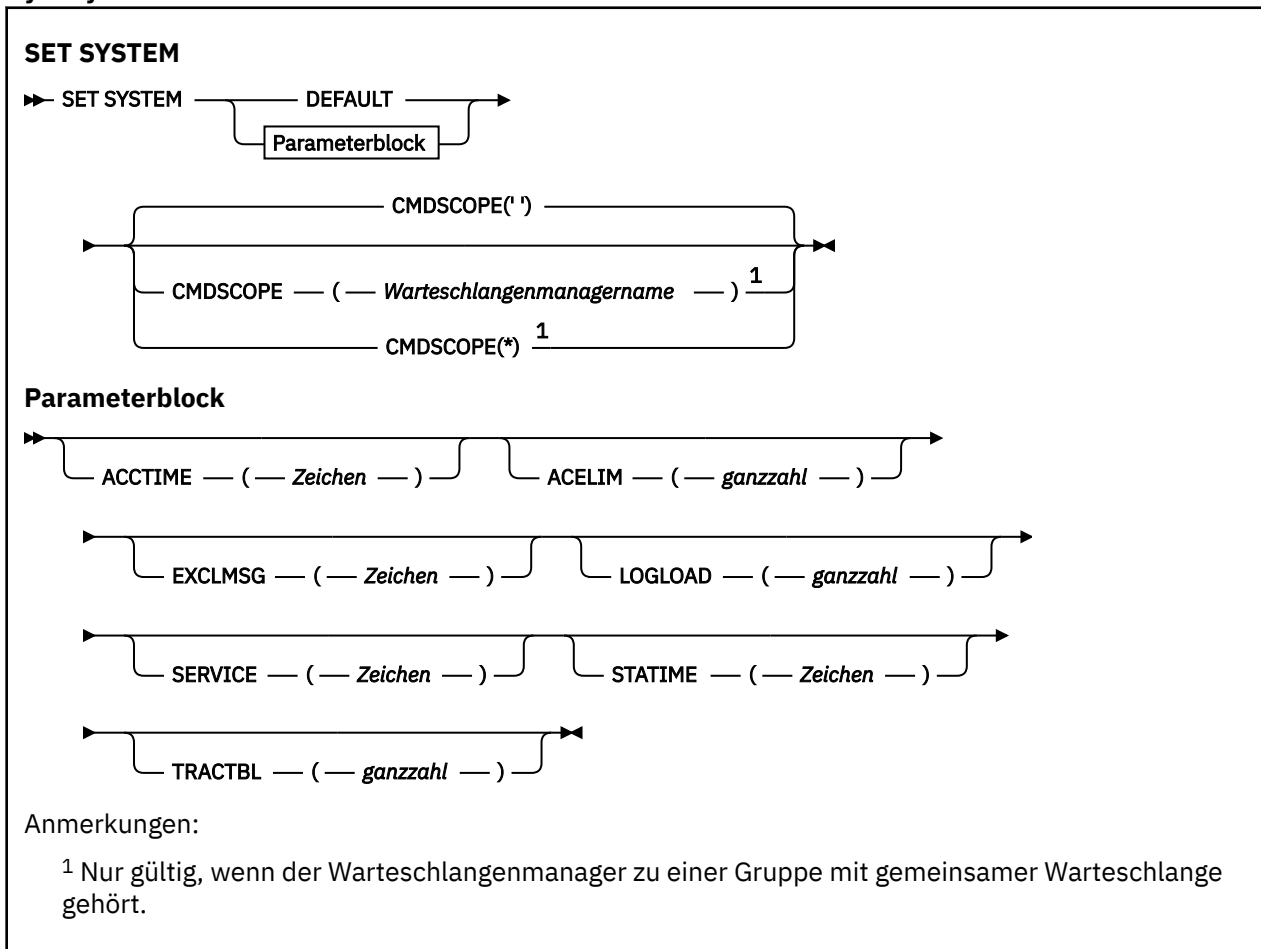 SET SYSTEM
SET SYSTEM DEFAULT
Parameterblock
CMDSCOPE(' ')
CMDSCOPE ( Warteschlangenmanagername ) 1
CMDSCOPE(*) 1
Parameterblock
ACCTIME ( Zeichen ) ACELIM ( ganzzahl )
EXCLMSG ( Zeichen ) LOGLOAD ( ganzzahl )
SERVICE ( Zeichen ) STATIME ( Zeichen )
TRACTBL ( ganzzahl )
Anmerkungen:
1 Nur gültig, wenn der Warteschlangenmanager zu einer Gruppe mit gemeinsamer Warteschlange
gehört.